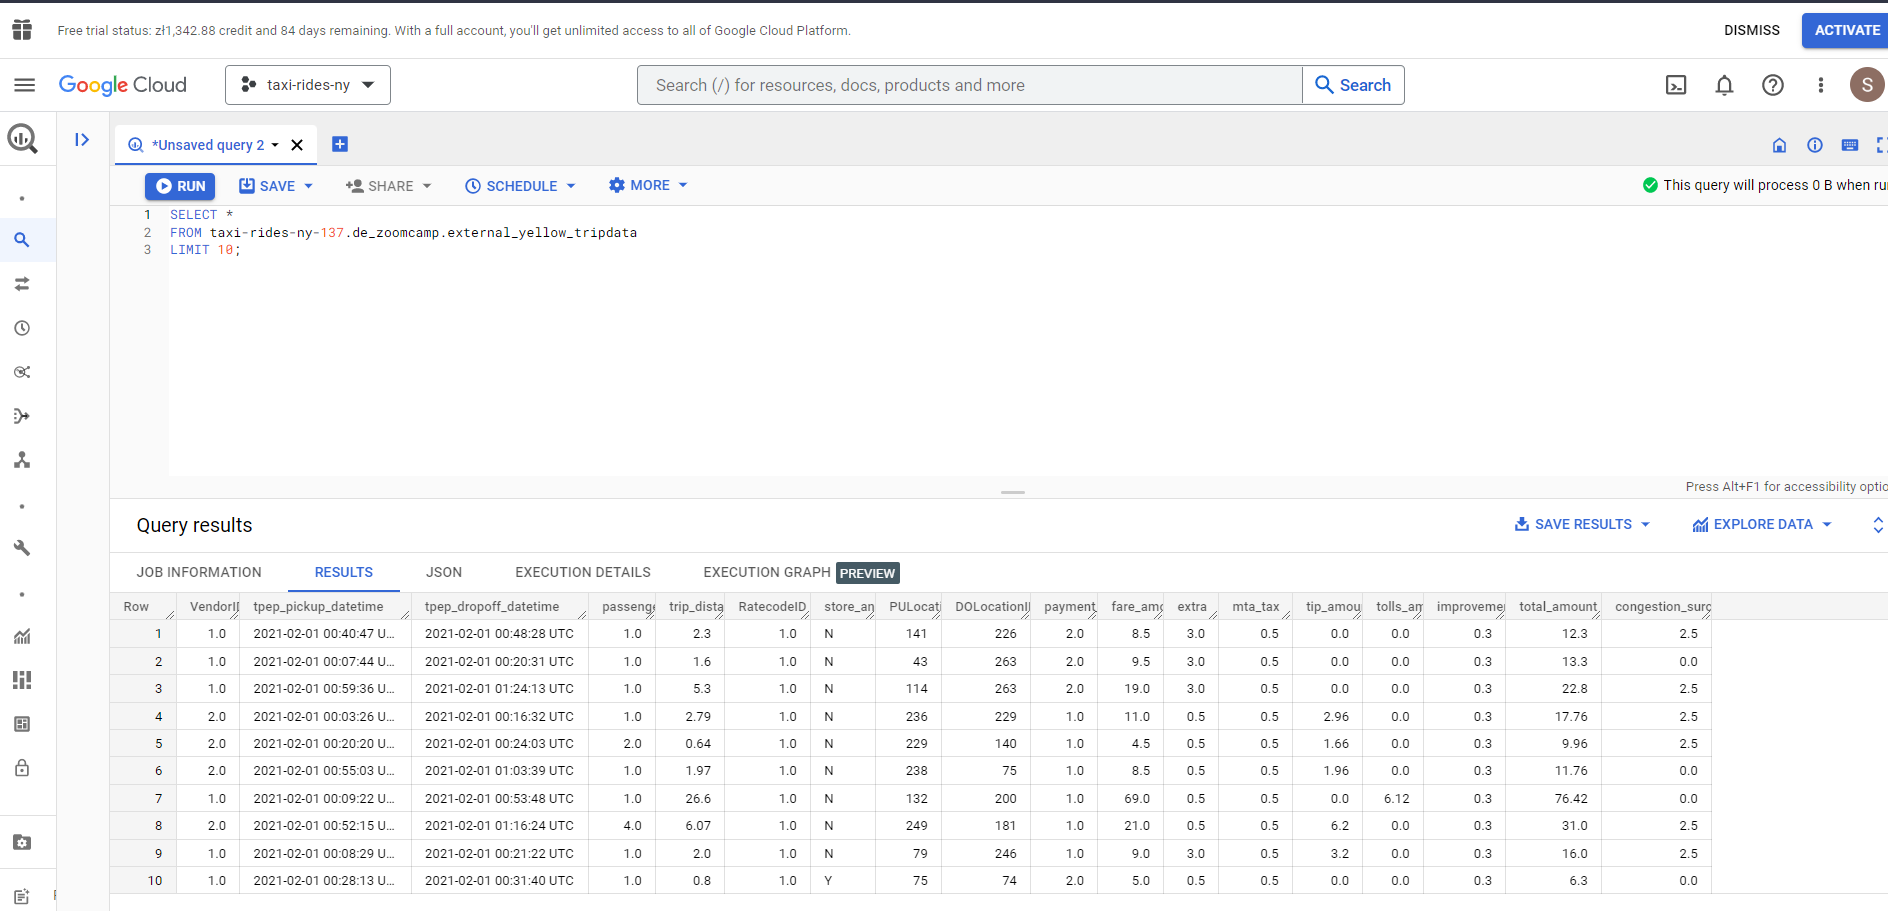 Free trial status: zł1,342.88 credit and 84 days remaining. With a full account, you'll get unlimited access to all of Google Cloud Platform.
DISMISS
ACTIVATE
Google Cloud
taxi-rides-ny
Search (/) for resources, docs, products and more
Search
S
*Unsaved query 2
RUN
SAVE
SHARE
SCHEDULE
MORE
This query will process 0 B when ru
1 SELECT *
2 FROM taxi-rides-ny-137.de_zoomcamp.external_yellow_tripdata
3 LIMIT 10;
Press Alt+F1 for accessibility optio
Query results
SAVE RESULTS
EXPLORE DATA
JOB INFORMATION RESULTS JSON EXECUTION DETAILS EXECUTION GRAPH PREVIEW
Row VendorID tpep_pickup_datetime tpep_dropoff_datetime passenge trip_dista RatecodeID store_an PULocat DOLocationI payment_ fare_amo extra mta_tax tip_amou tolls_am improveme total_amount congestion_surc
1 1.0 2021-02-01 00:40:47 U... 2021-02-01 00:48:28 UTC 1.0 2.3 1.0 N 141 226 2.0 8.5 3.0 0.5 0.0 0.0 0.3 12.3 2.5
2 1.0 2021-02-01 00:07:44 U... 2021-02-01 00:20:31 UTC 1.0 1.6 1.0 N 43 263 2.0 9.5 3.0 0.5 0.0 0.0 0.3 13.3 0.0
3 1.0 2021-02-01 00:59:36 U... 2021-02-01 01:24:13 UTC 1.0 5.3 1.0 N 114 263 2.0 19.0 3.0 0.5 0.0 0.0 0.3 22.8 2.5
4 2.0 2021-02-01 00:03:26 U... 2021-02-01 00:16:32 UTC 1.0 2.79 1.0 N 236 229 1.0 11.0 0.5 0.5 2.96 0.0 0.3 17.76 2.5
5 2.0 2021-02-01 00:20:20 U... 2021-02-01 00:24:03 UTC 2.0 0.64 1.0 N 229 140 1.0 4.5 0.5 0.5 1.66 0.0 0.3 9.96 2.5
6 2.0 2021-02-01 00:55:03 U... 2021-02-01 01:03:39 UTC 1.0 1.97 1.0 N 238 75 1.0 8.5 0.5 0.5 1.96 0.0 0.3 11.76 0.0
7 1.0 2021-02-01 00:09:22 U... 2021-02-01 00:53:48 UTC 1.0 26.6 1.0 N 132 200 1.0 69.0 0.5 0.5 0.0 6.12 0.3 76.42 0.0
8 2.0 2021-02-01 00:52:15 U... 2021-02-01 01:16:24 UTC 4.0 6.07 1.0 N 249 181 1.0 21.0 0.5 0.5 6.2 0.0 0.3 31.0 2.5
9 1.0 2021-02-01 00:08:29 U... 2021-02-01 00:21:22 UTC 1.0 2.0 1.0 N 79 246 1.0 9.0 3.0 0.5 3.2 0.0 0.3 16.0 2.5
10 1.0 2021-02-01 00:28:13 U... 2021-02-01 00:31:40 UTC 1.0 0.8 1.0 Y 75 74 2.0 5.0 0.5 0.5 0.0 0.0 0.3 6.3 0.0